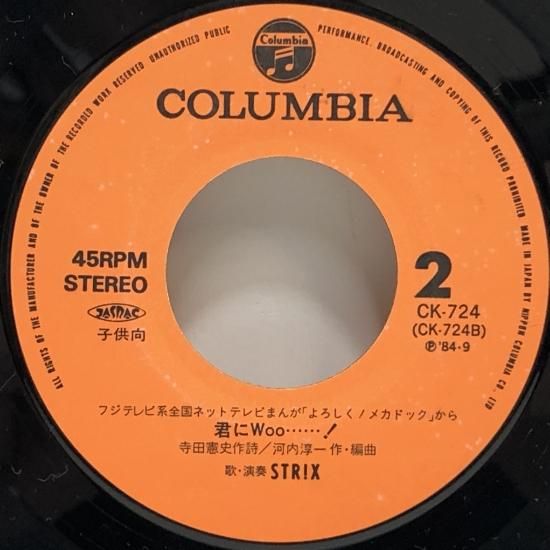 ALL RIGHTS OF THE MANUFACTURER AND OF THE OWNER OF THE RECORDED WORK RESERVED UNAUTHORIZED PUBLIC PERFORMANCE, BROADCASTING AND COPYING OF THIS RECORD PROHIBITED MADE IN JAPAN BY NIPPON COLUMBIA CO., LTD
Columbia
COLUMBIA
45RPM
STEREO
JASRAC
子供向
2
CK-724
(CK-724B)
Ⓟ'84・9
フジテレビ系全国ネットテレビまんが「よろしく!メカドック」から
君にWoo……!
寺田憲史作詩/河内淳一作・編曲
歌・演奏 STR!X